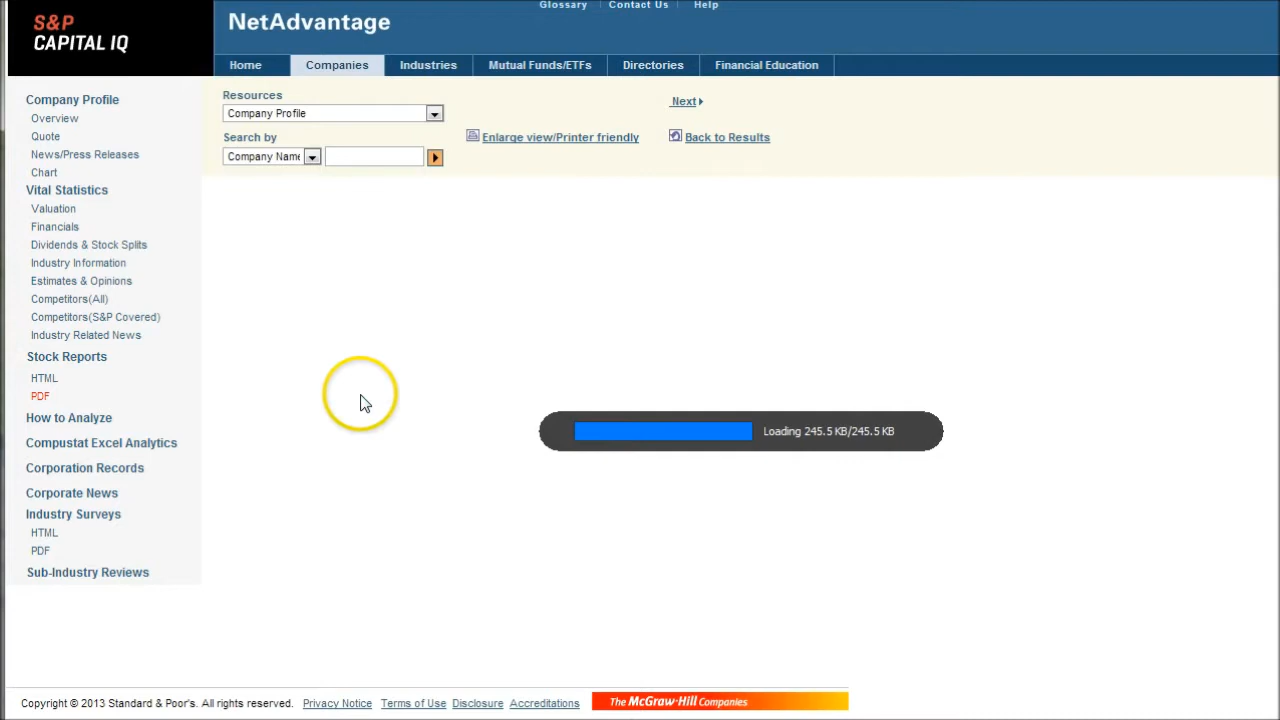 Glossary Contact Us Help
S&P
CAPITAL IQ
NetAdvantage
Home Companies Industries Mutual Funds/ETFs Directories Financial Education
Company Profile
Overview
Quote
News/Press Releases
Chart
Vital Statistics
Valuation
Financials
Dividends & Stock Splits
Industry Information
Estimates & Opinions
Competitors(All)
Competitors(S&P Covered)
Industry Related News
Stock Reports
HTML
PDF
How to Analyze
Compustat Excel Analytics
Corporation Records
Corporate News
Industry Surveys
HTML
PDF
Sub-Industry Reviews
Resources
Company Profile
Next
Search by
Company Name
Enlarge view/Printer friendly
Back to Results
Loading 245.5 KB/245.5 KB
Copyright © 2013 Standard & Poor's. All rights reserved. Privacy Notice Terms of Use Disclosure Accreditations
The McGraw-Hill Companies